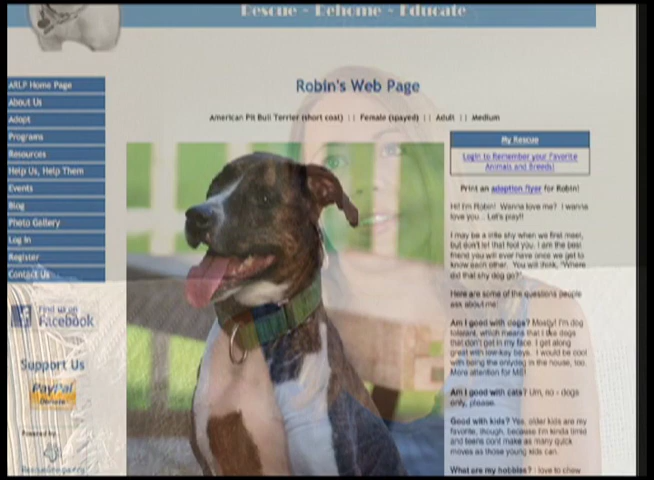 Rescue - Rehome - Educate
Robin's Web Page
American Pit Bull Terrier (short coat) || Female (spayed) || Adult || Medium
ARLP Home Page
About Us
Adopt
Programs
Resources
Help Us, Help Them
Events
Blog
Photo Gallery
Log In
Register
Contact Us
Find us on
Facebook
Support Us
PayPal
Donate
Powered by:
My Rescue
Login to Remember your Favorite
Animals and Breeds!
Print an adoption flyer for Robin!
Hi! I'm Robin! Wanna love me? I wanna
love you... Let's play!!
I may be a little shy when we first meet,
but don't let that fool you. I am the best
friend you will ever have once we get to
know each other. You will think, "Where
did that shy dog go?"
Here are some of the questions people
ask about me:
Am I good with dogs? Mostly! I'm dog
tolerant, which means that I like dogs
that don't get in my face. I get along
great with low-key boys. I would be cool
with being the only dog in the house, too.
More attention for ME!
Am I good with cats? Um, no - dogs
only, please.
Good with kids? Yes, older kids are my
favorite, though, because I'm kinda timid
and teens dont make as many quick
moves as those young kids can.
What are my hobbies? I love to chew